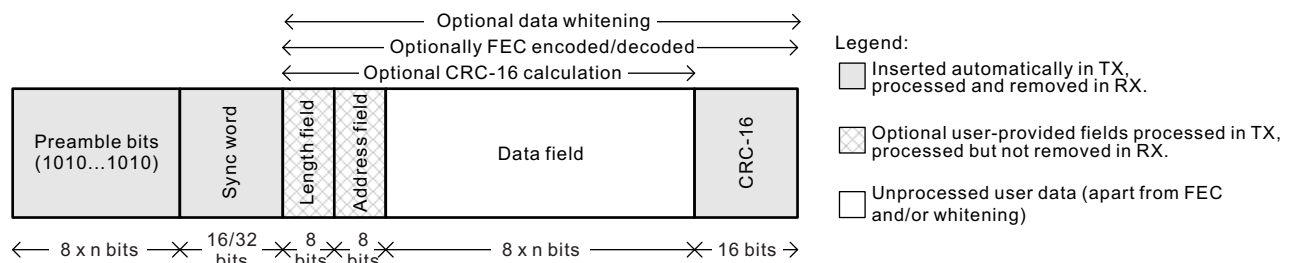 Optional data whitening
Optionally FEC encoded/decoded
Optional CRC-16 calculation
Preamble bits
(1010...1010)
Sync word
Length field
Address field
Data field
CRC-16
8 x n bits
16/32
bits
8
bits
8
bits
8 x n bits
16 bits
Legend:
Inserted automatically in TX,
processed and removed in RX.
Optional user-provided fields processed in TX,
processed but not removed in RX.
Unprocessed user data (apart from FEC
and/or whitening)